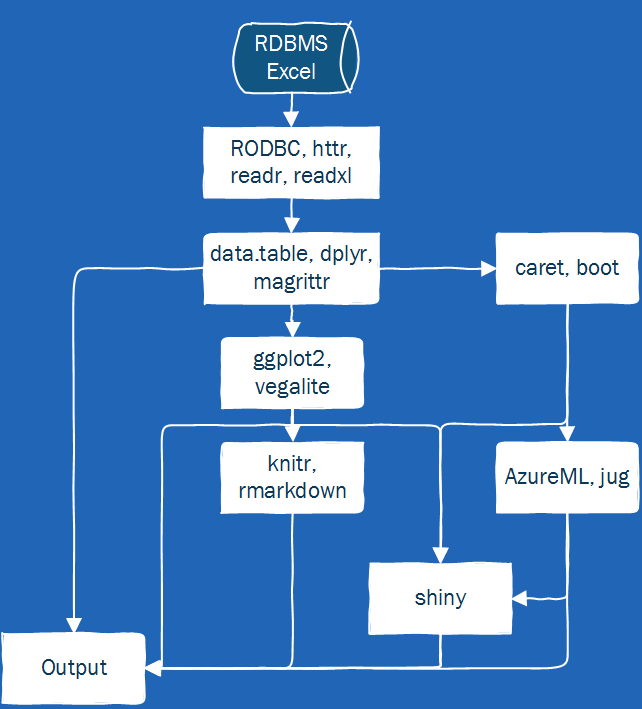 RDBMS
Excel
RODBC, httr,
readr, readxl
data.table, dplyr,
magrittr
caret, boot
ggplot2,
vegalite
knitr,
rmarkdown
AzureML, jug
shiny
Output